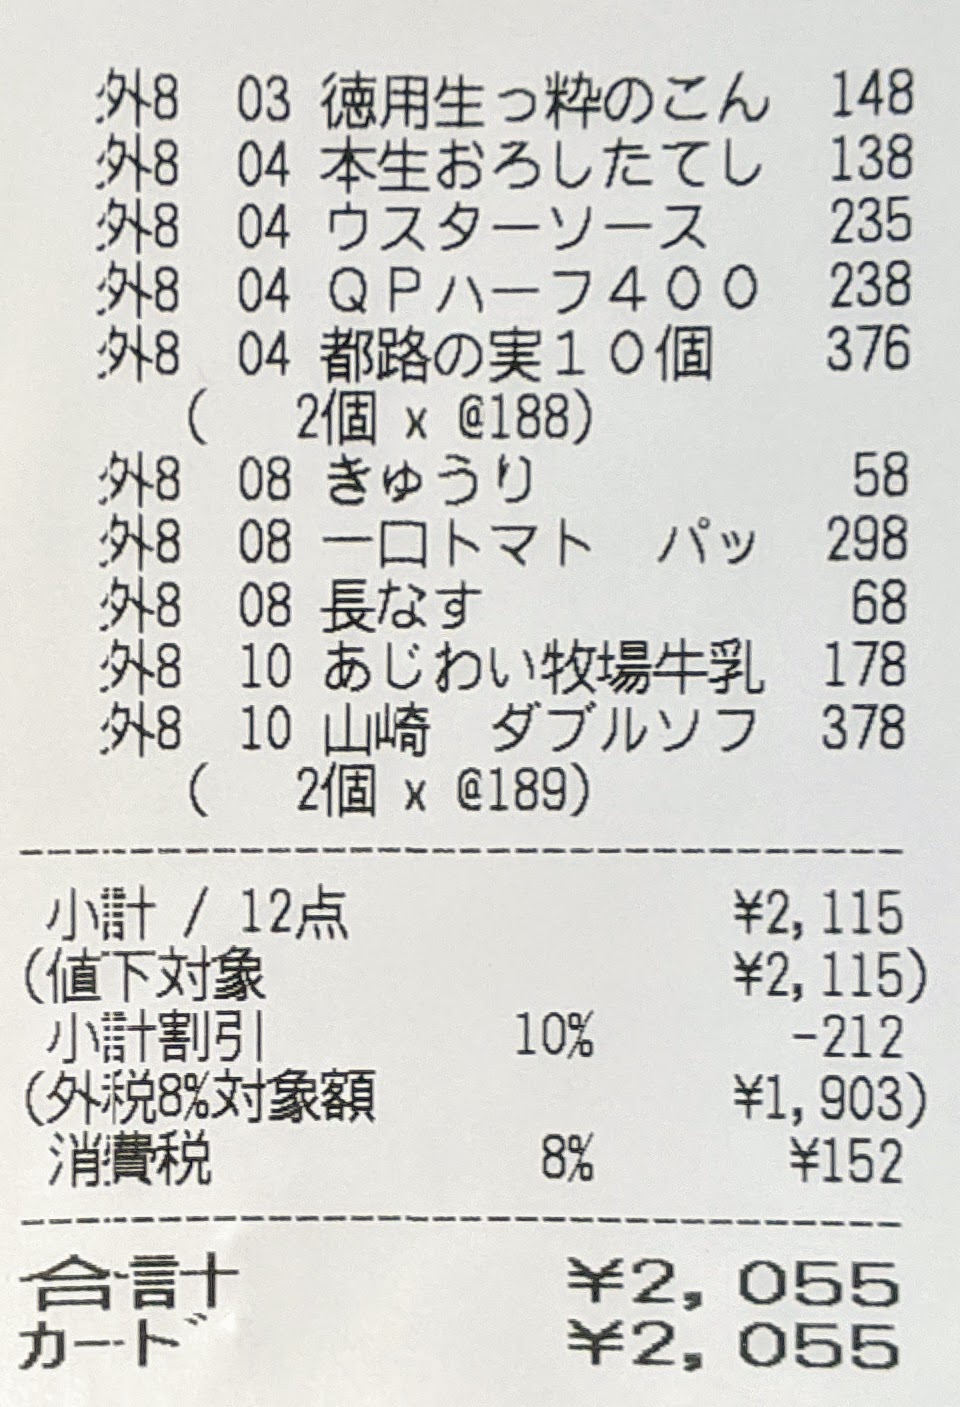 外8 03 徳用生っ粋のこん 148
外8 04 本生おろしたてし 138
外8 04 ウスターソース 235
外8 04 QPハーフ400 238
外8 04 都路の実10個 376
( 2個 x @188)
外8 08 きゅうり 58
外8 08 一口トマト パッ 298
外8 08 長なす 68
外8 10 あじわい牧場牛乳 178
外8 10 山崎 ダブルソフ 378
( 2個 x @189)
小計 / 12点 ¥2,115
(値下対象 ¥2,115)
小計割引 10% -212
(外税8%対象額 ¥1,903)
消費税 8% ¥152
合計 ¥2,055
カード ¥2,055